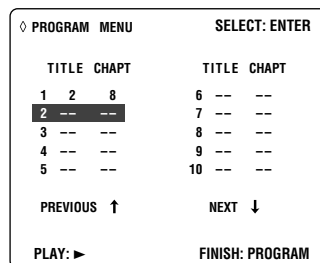 ◊ PROGRAM MENU SELECT: ENTER
TITLE CHAPT TITLE CHAPT
1 2 8 6 –– ––
2 –– –– 7 –– ––
3 –– –– 8 –– ––
4 –– –– 9 –– ––
5 –– –– 10 –– ––
PREVIOUS ↑ NEXT ↓
PLAY: ► FINISH: PROGRAM